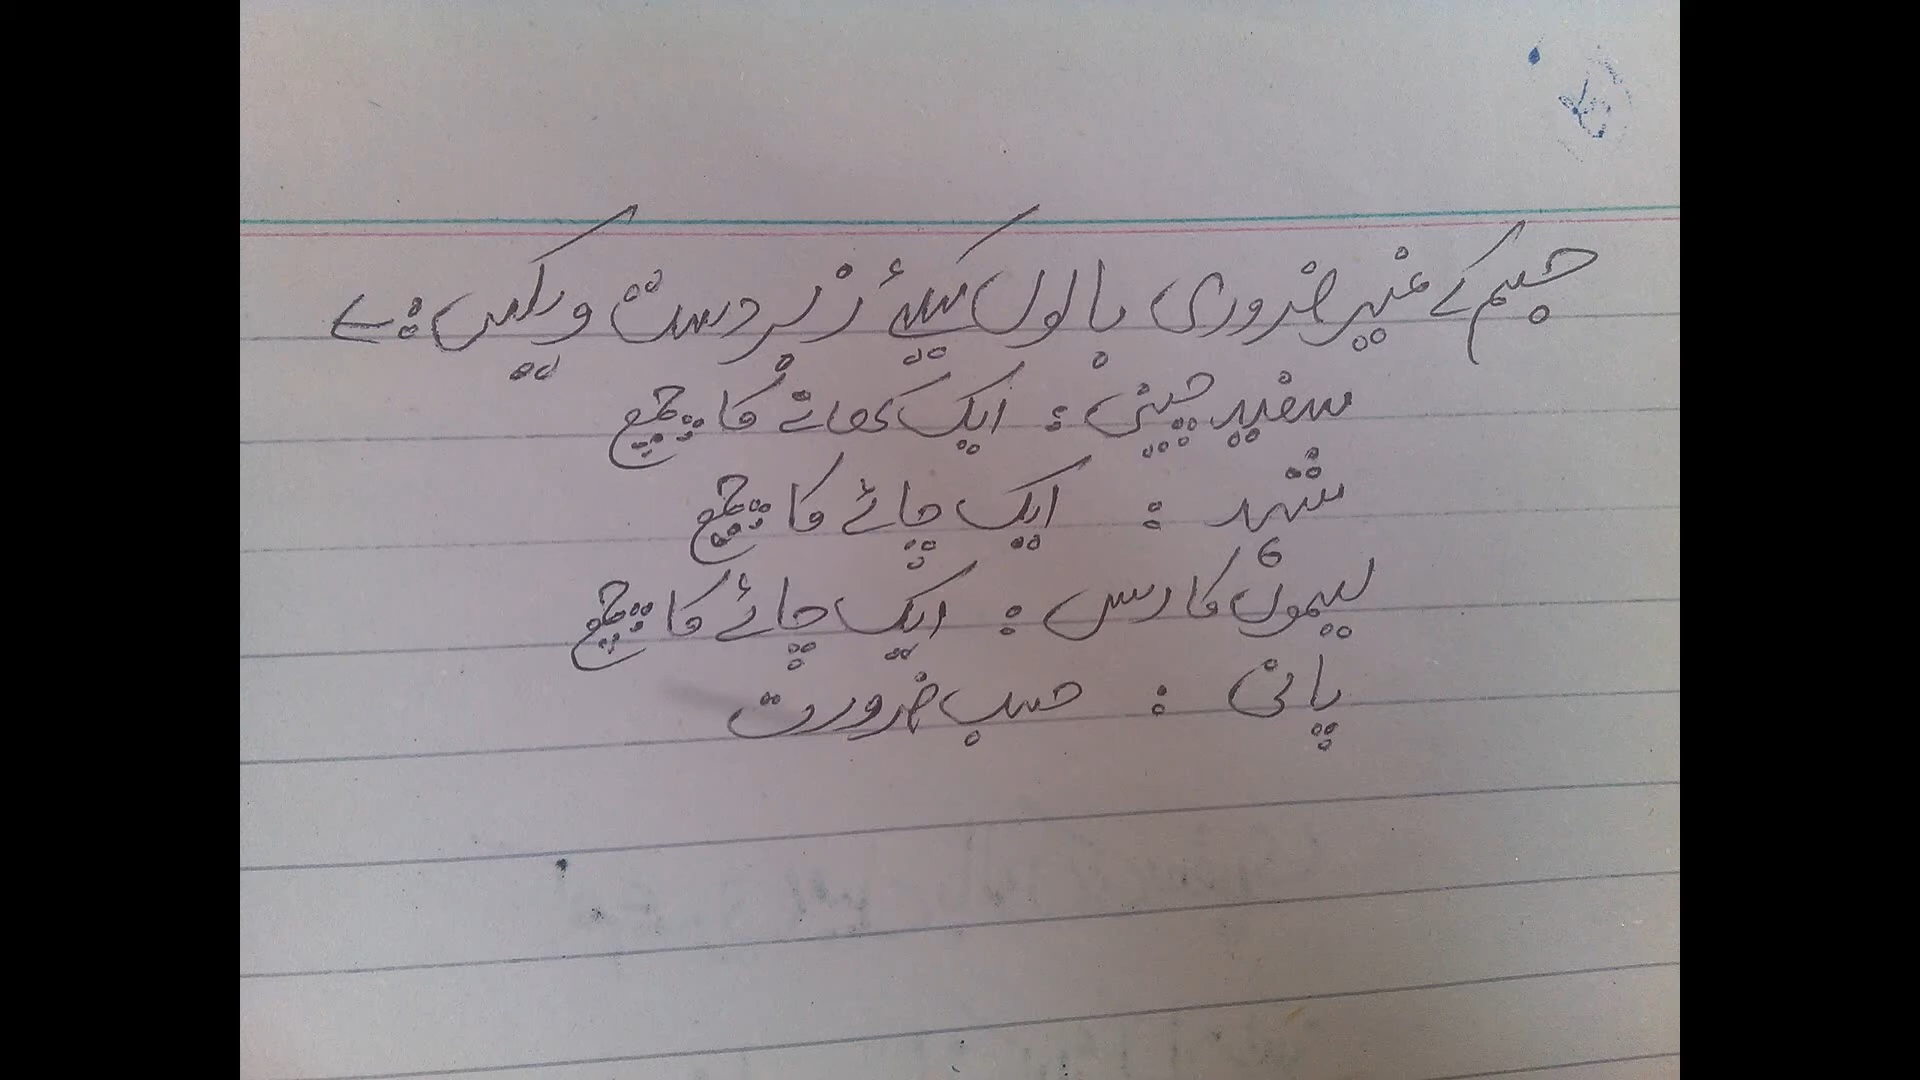 جسم کے غیر ضروری بالوں کیلئے زبردست ویکس :۔
سفید چینی : ایک کھانے کا چمچ
شہد : ایک چائے کا چمچ
لیموں کا رس : ایک چائے کا چمچ
پانی : حسب ضرورت